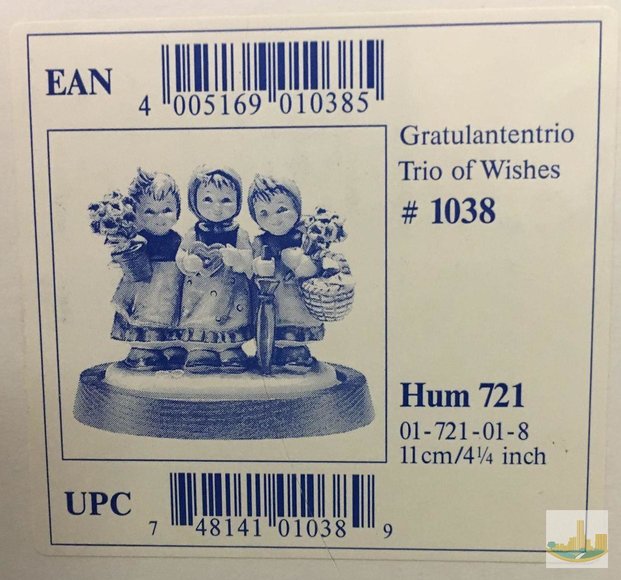 EAN
4 005169 010385
Gratulantentrio
Trio of Wishes
# 1038
Hum 721
01-721-01-8
11cm/4¼ inch
UPC
7 48141 01038 9